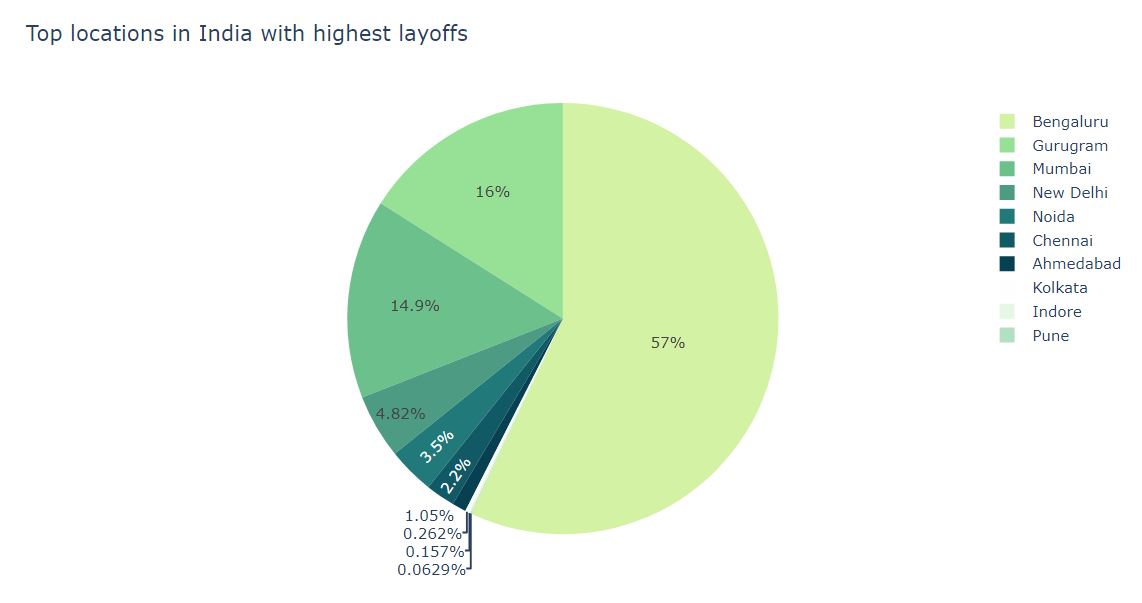 Top locations in India with highest layoffs
16%
14.9%
57%
4.82%
3.5%
2.2%
1.05%
0.262%
0.157%
0.0629%
Bengaluru
Gurugram
Mumbai
New Delhi
Noida
Chennai
Ahmedabad
Kolkata
Indore
Pune